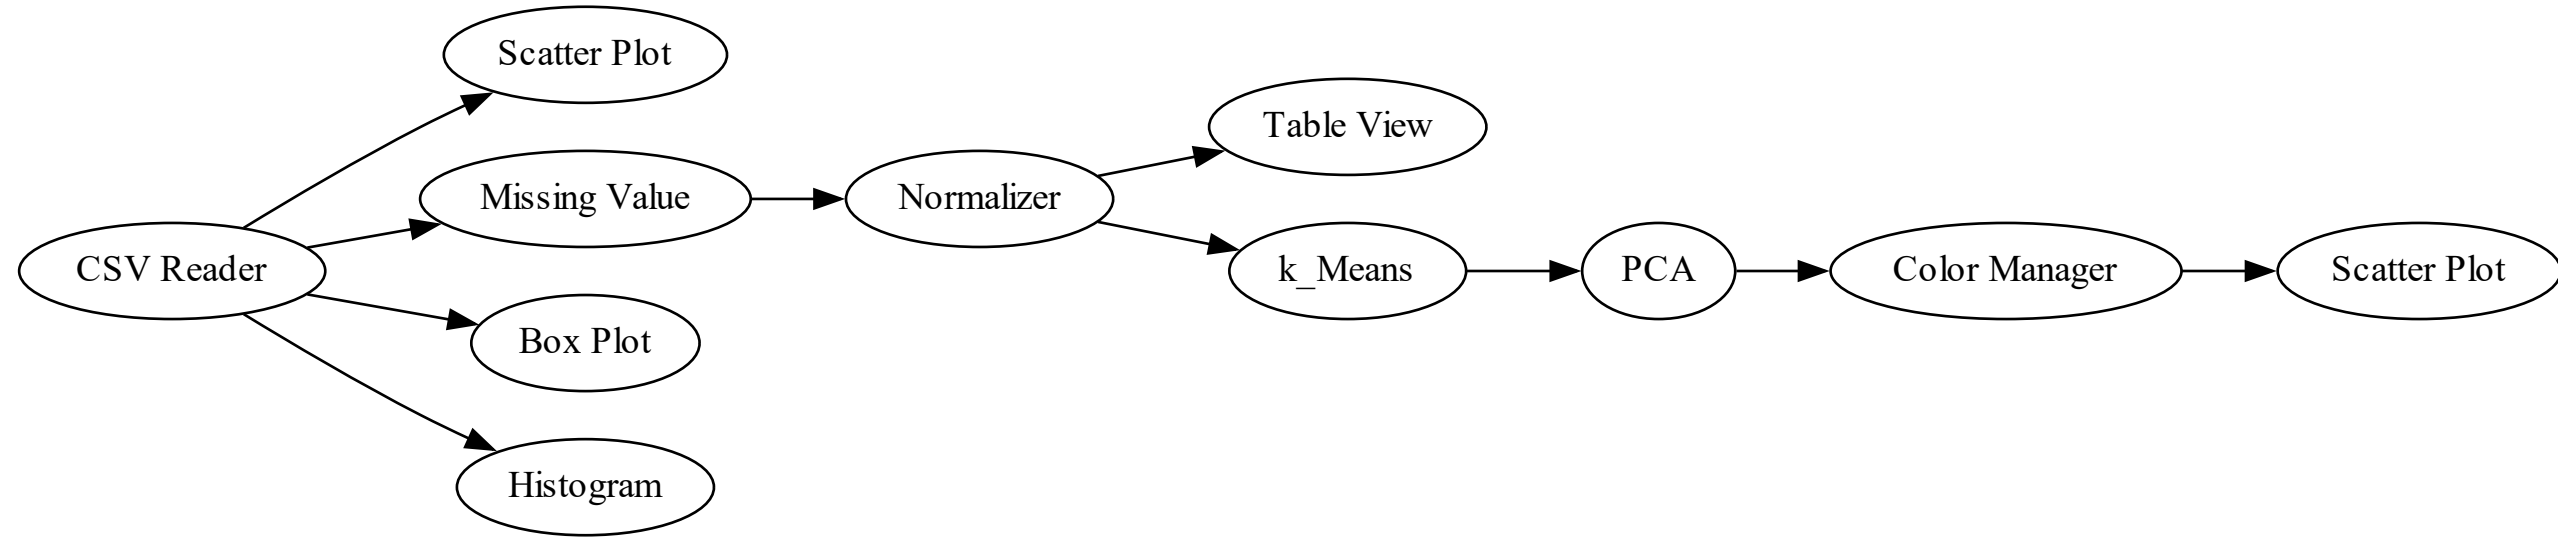 CSV Reader
Scatter Plot
Missing Value
Box Plot
Histogram
Normalizer
Table View
k_Means
PCA
Color Manager
Scatter Plot